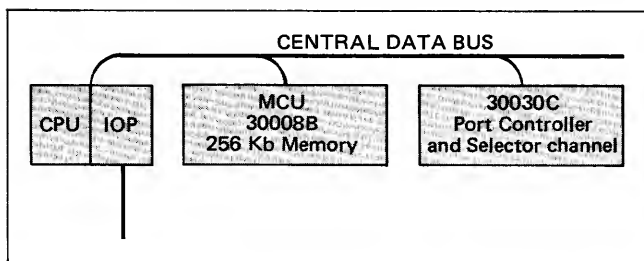 CENTRAL DATA BUS
CPU
IOP
MCU
30008B
256 Kb Memory
30030C
Port Controller
and Selector channel